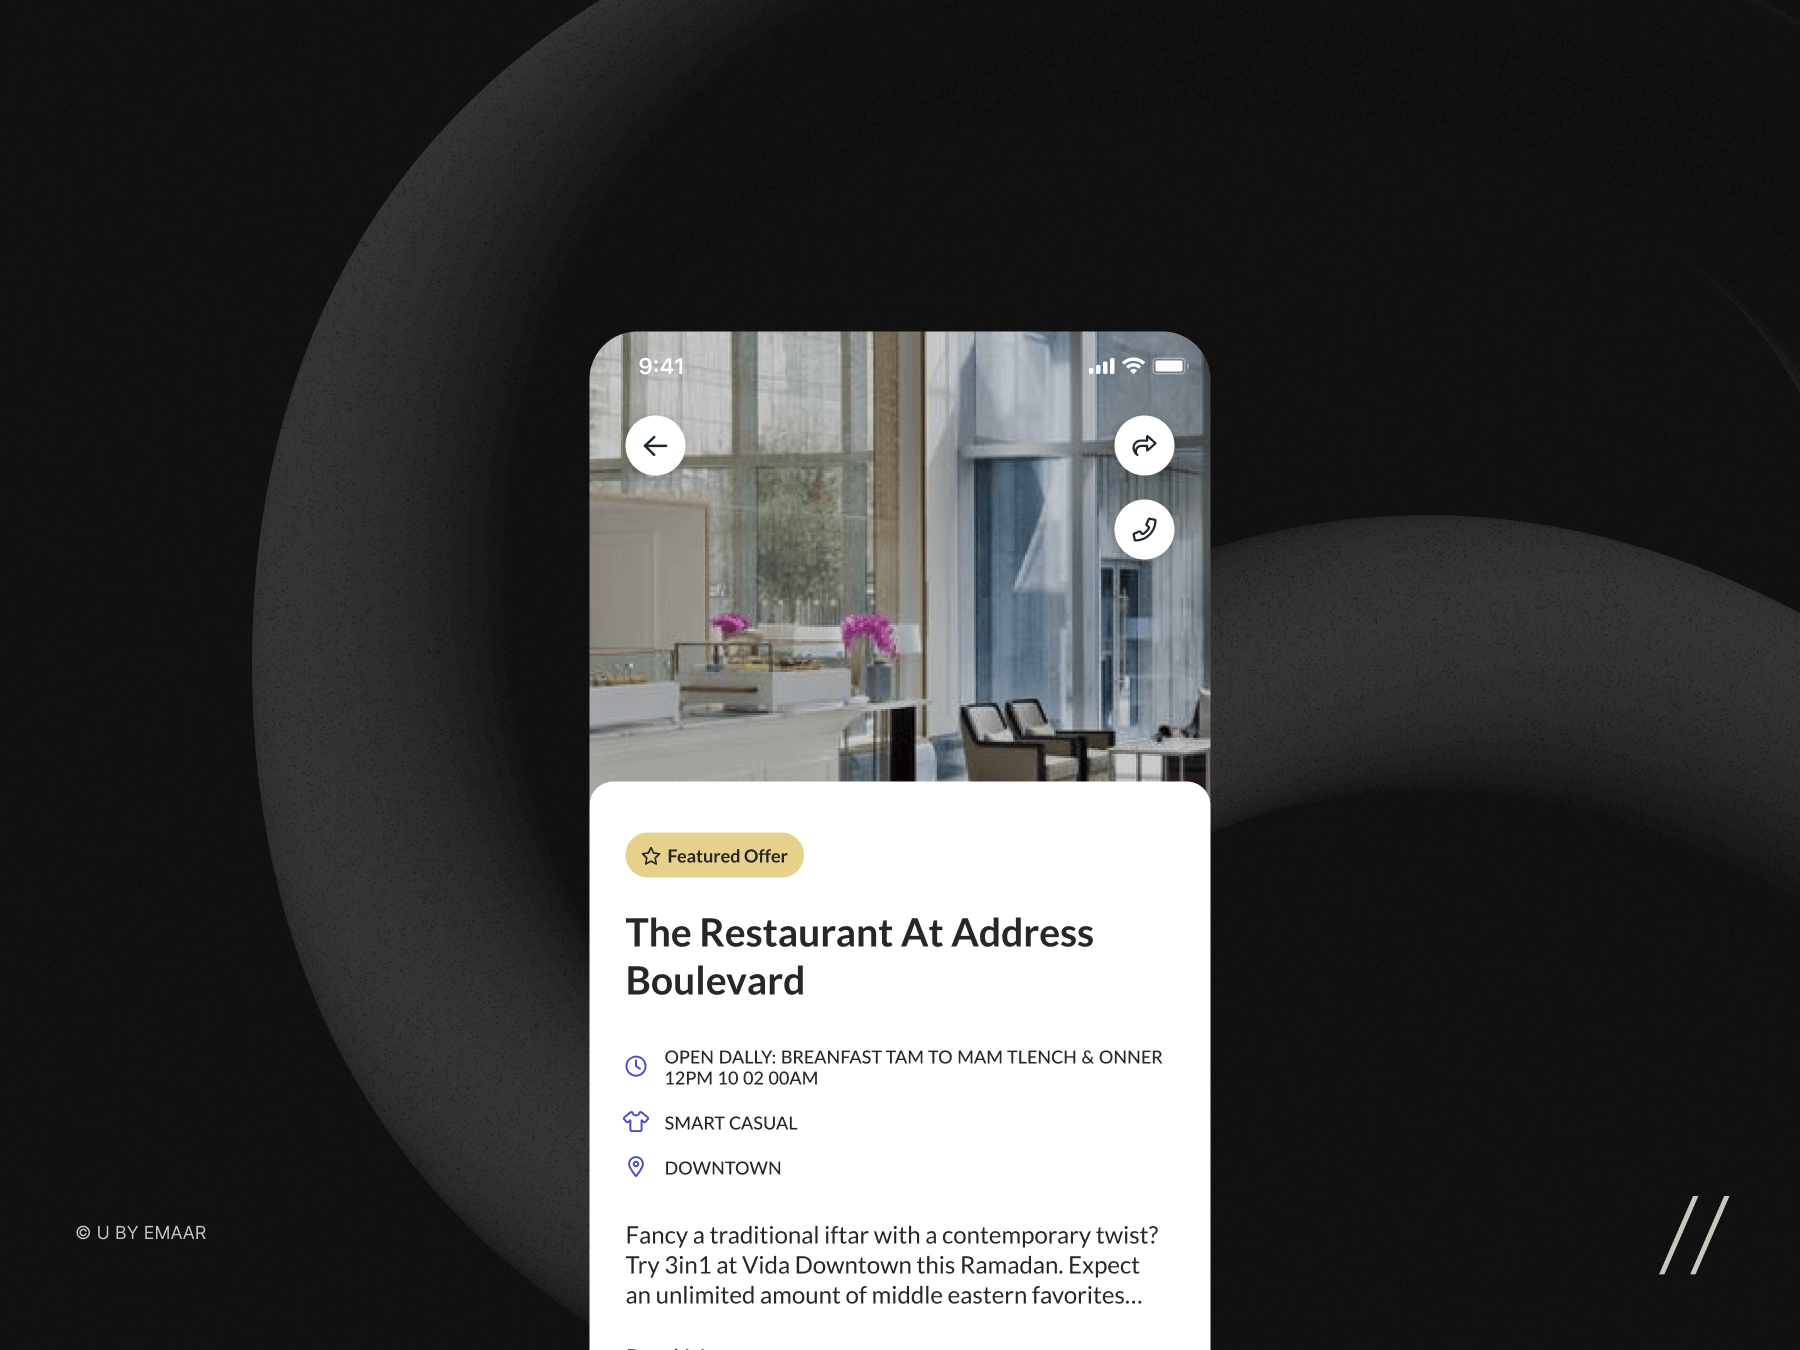 9:41
Featured Offer
The Restaurant At Address
Boulevard
OPEN DALLY: BREANFAST TAM TO MAM TLENCH & ONNER
12PM 10 02 00AM
SMART CASUAL
DOWNTOWN
Fancy a traditional iftar with a contemporary twist?
Try 3in1 at Vida Downtown this Ramadan. Expect
an unlimited amount of middle eastern favorites...
© U BY EMAAR